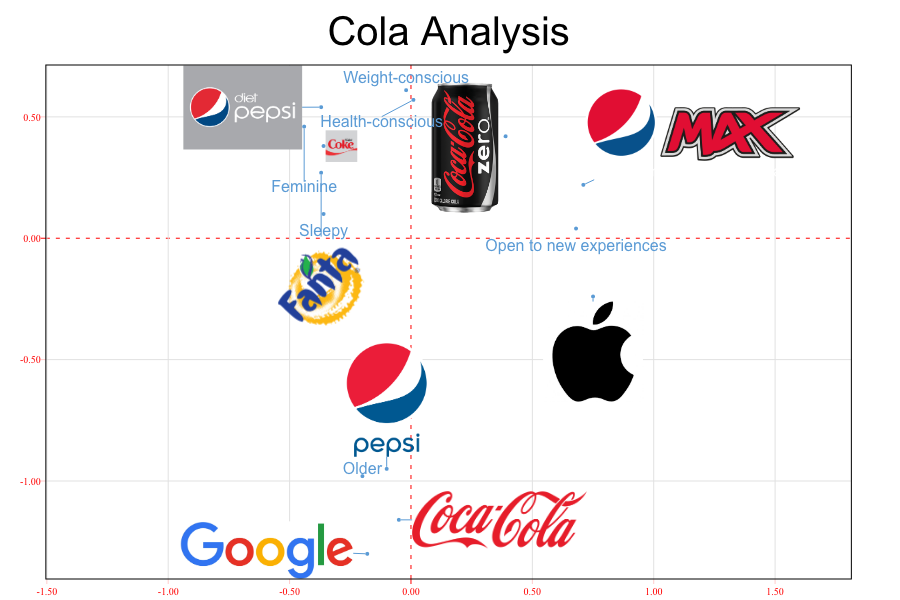 Cola Analysis
Weight-conscious
diet
pepsi
0.50
Health-conscious
Coke
Coca-Cola
zero
MAX
Feminine
Sleepy
0.00
Open to new experiences
Fanta
-0.50
pepsi
Older
-1.00
Coca-Cola
Google
-1.50
-1.00
-0.50
0.00
0.50
1.00
1.50